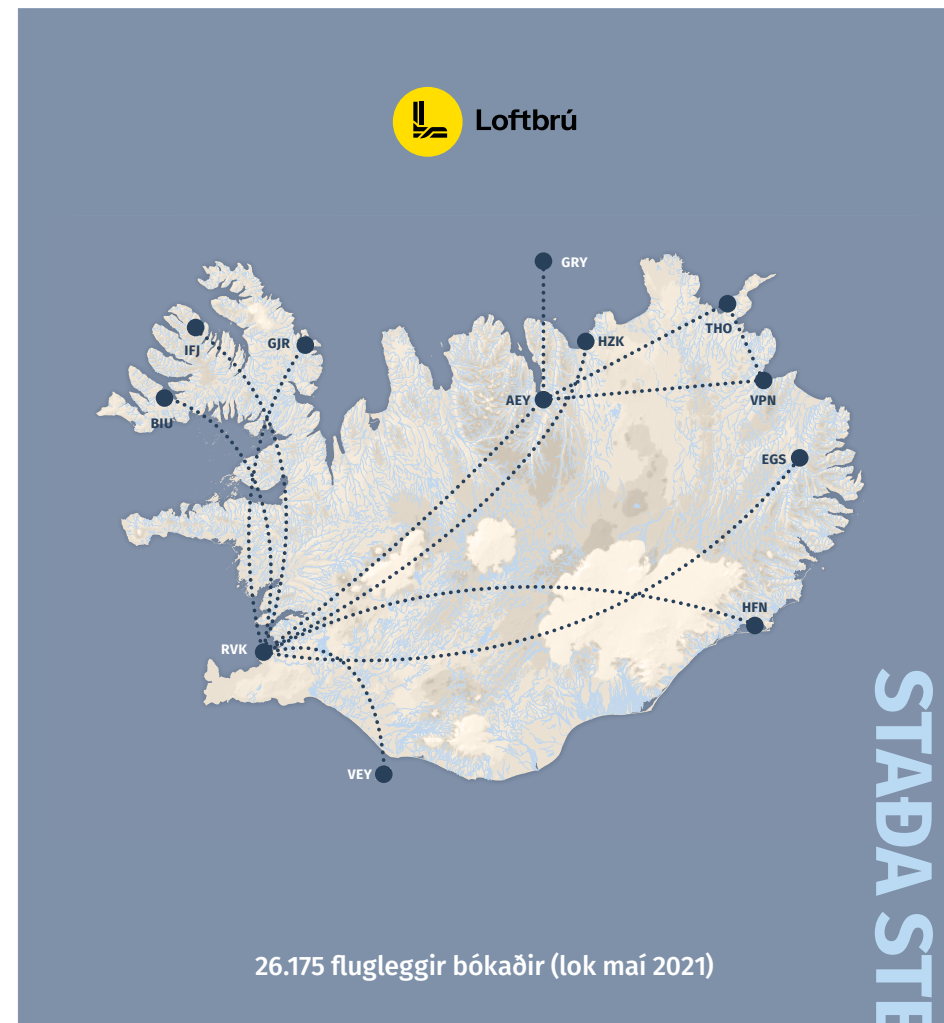 Loftbrú
GRY
THO
IFJ
GJR
HZK
BIU
AEY
VPN
EGS
HFN
RVK
VEY
STAÐA STE
26.175 flugleggir bókaðir (lok maí 2021)